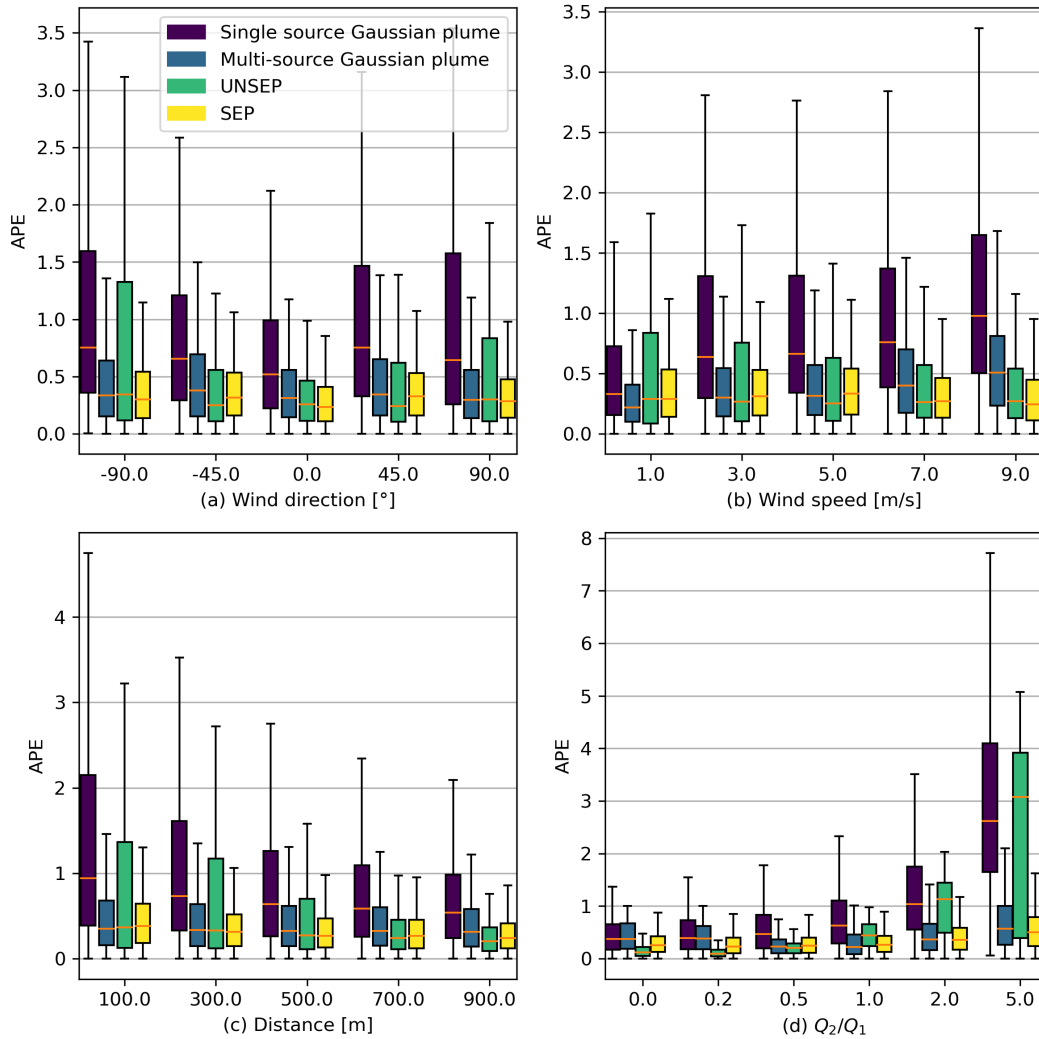 3.5
3.0
2.5
2.0
1.5
1.0
0.5
0.0
APE
Single source Gaussian plume
Multi-source Gaussian plume
UNSEP
SEP
-90.0 -45.0 0.0 45.0 90.0
(a) Wind direction [°]
3.5
3.0
2.5
2.0
1.5
1.0
0.5
0.0
APE
1.0 3.0 5.0 7.0 9.0
(b) Wind speed [m/s]
4
3
2
1
0
APE
100.0 300.0 500.0 700.0 900.0
(c) Distance [m]
8
7
6
5
4
3
2
1
0
APE
0.0 0.2 0.5 1.0 2.0 5.0
(d) Q₂/Q₁